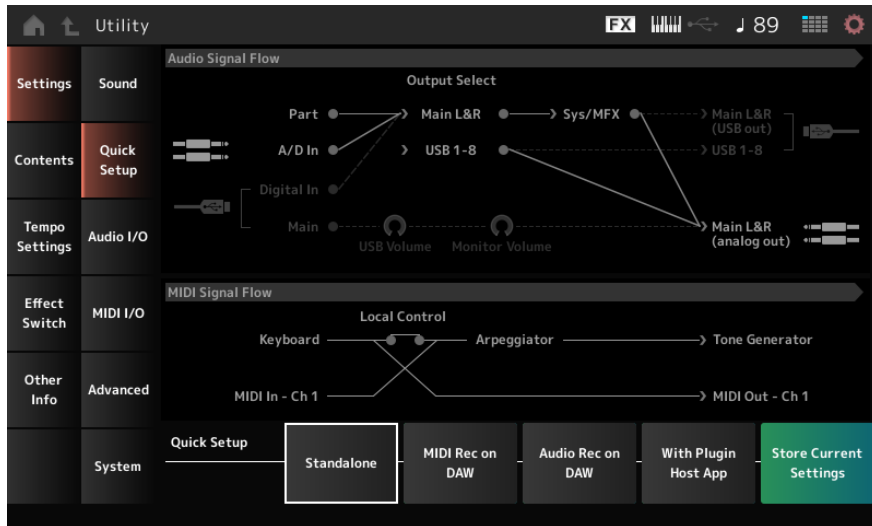 Utility
FX
♩ 89
Settings
Sound
Contents
Quick
Setup
Tempo
Settings
Audio I/O
Effect
Switch
MIDI I/O
Other
Info
Advanced
System
Audio Signal Flow
Output Select
Part
Main L&R
Sys/MFX
Main L&R
(USB out)
A/D In
USB 1-8
USB 1-8
Digital In
Main
USB Volume
Monitor Volume
Main L&R
(analog out)
MIDI Signal Flow
Local Control
Keyboard
Arpeggiator
Tone Generator
MIDI In - Ch 1
MIDI Out - Ch 1
Quick Setup
Standalone
MIDI Rec on
DAW
Audio Rec on
DAW
With Plugin
Host App
Store Current
Settings